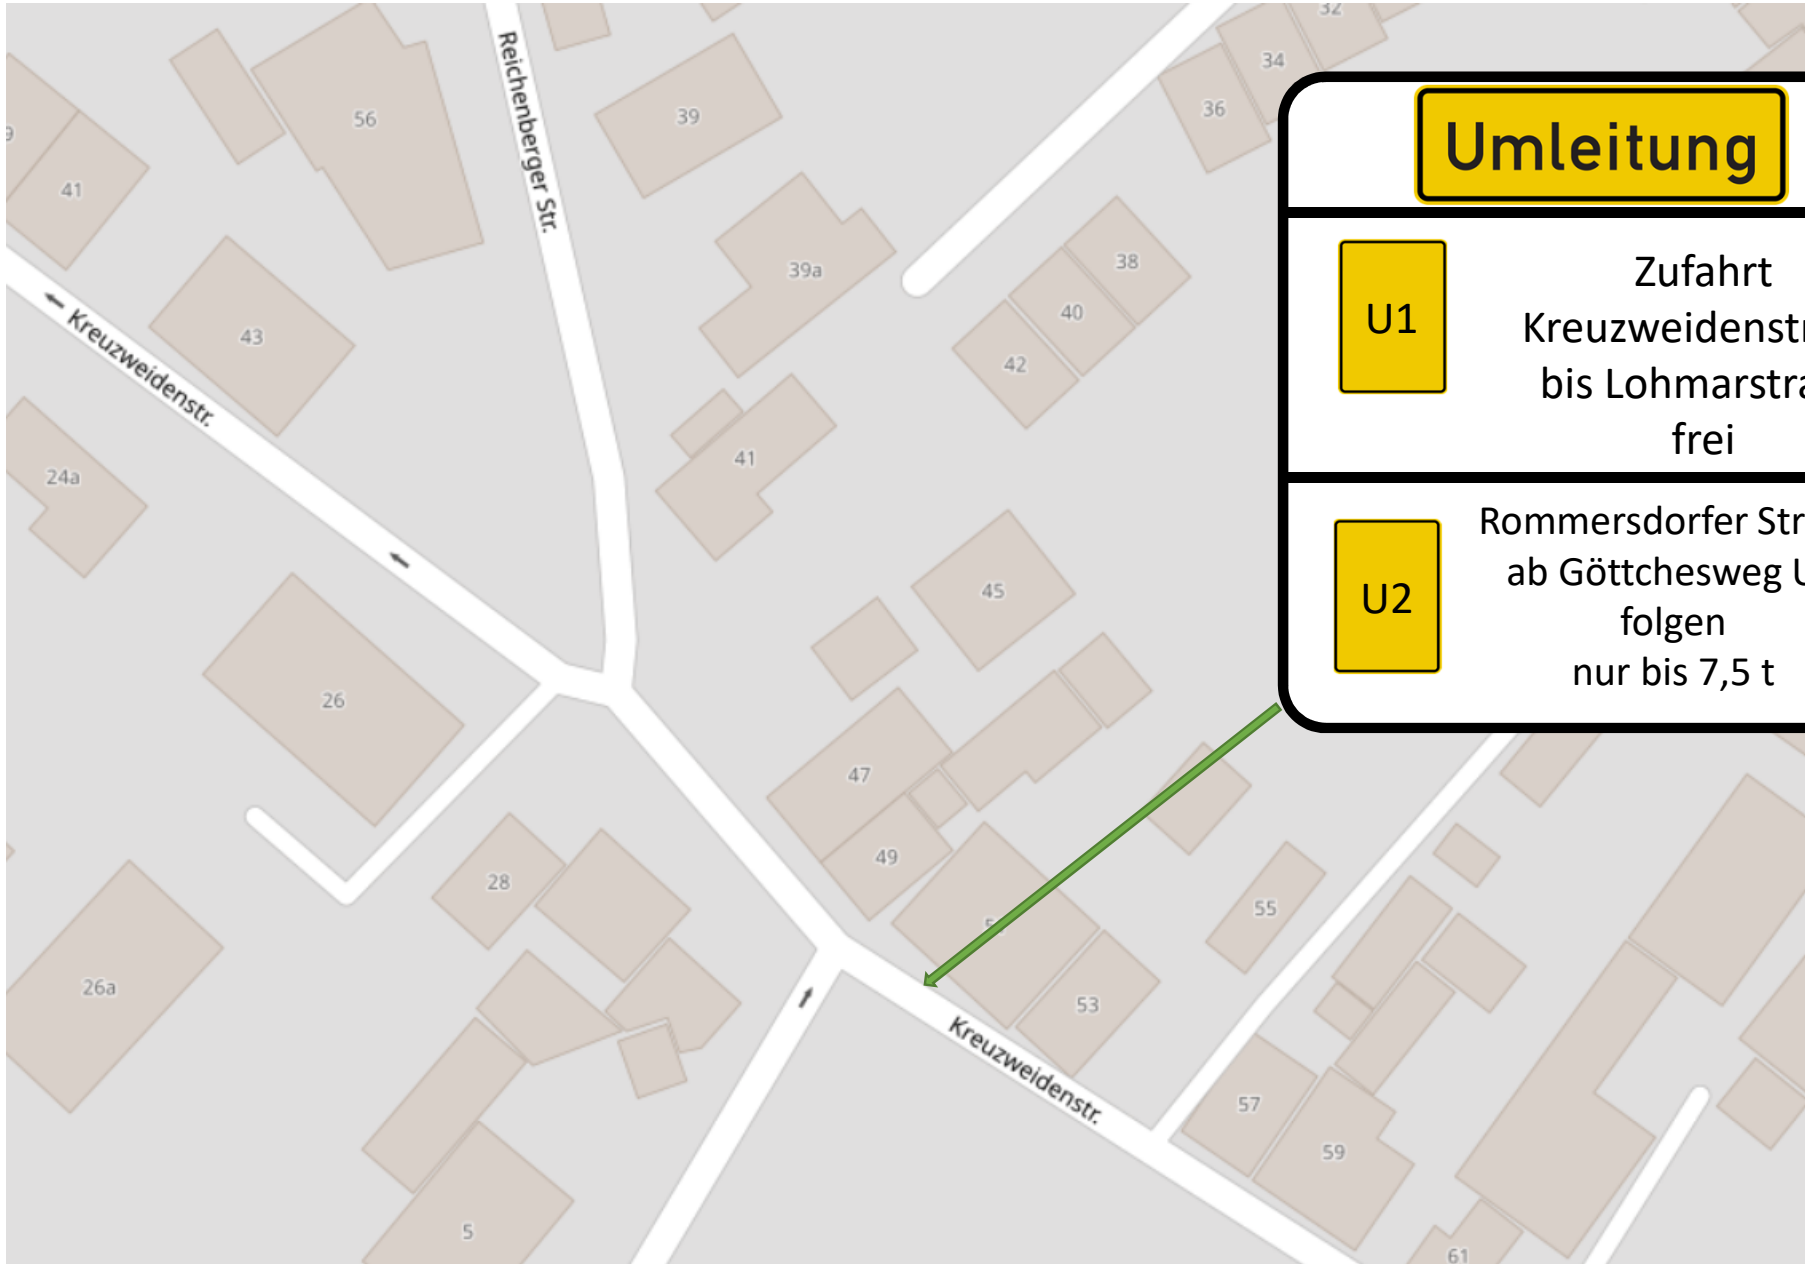 32
34
36
56
39
9
41
Reichenberger Str.
39a
38
40
42
43
Kreuzweidenstr.
41
24a
45
26
47
49
28
55
26a
53
Kreuzweidenstr.
57
59
5
61
Umleitung
U1
Zufahrt
Kreuzweidenstr
bis Lohmarstra
frei
U2
Rommersdorfer Str
ab Göttchesweg U
folgen
nur bis 7,5 t